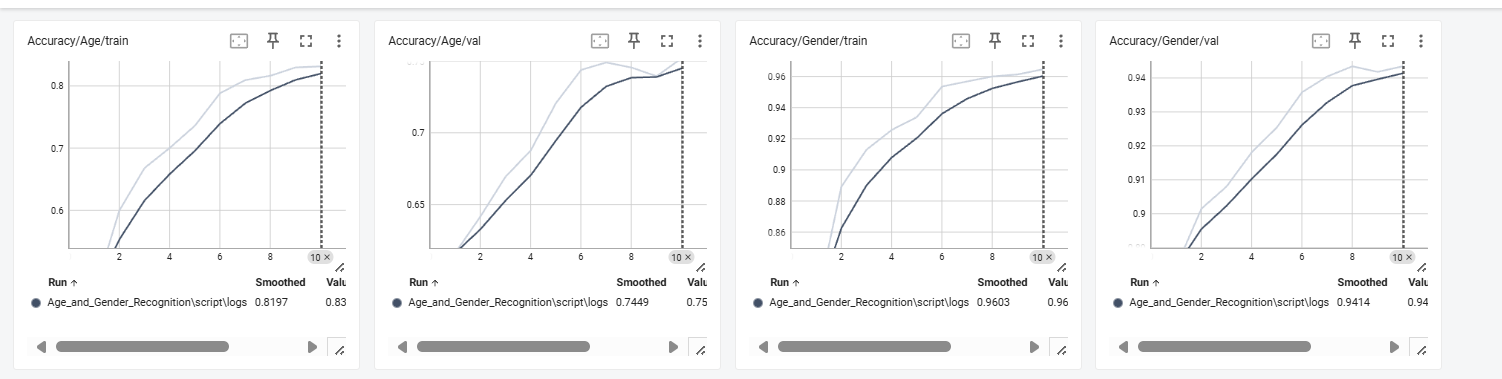 Accuracy/Age/train
0.8
0.7
0.6
2 4 6 8 10 ×
Run ↑ Smoothed Valu
Age_and_Gender_Recognition\script\logs 0.8197 0.83
Accuracy/Age/val
0.7
0.65
2 4 6 8 10 ×
Run ↑ Smoothed Valu
Age_and_Gender_Recognition\script\logs 0.7449 0.75
Accuracy/Gender/train
0.96
0.94
0.92
0.9
0.88
0.86
2 4 6 8 10 ×
Run ↑ Smoothed Valu
Age_and_Gender_Recognition\script\logs 0.9603 0.96
Accuracy/Gender/val
0.94
0.93
0.92
0.91
0.9
2 4 6 8 10 ×
Run ↑ Smoothed Valu
Age_and_Gender_Recognition\script\logs 0.9414 0.94